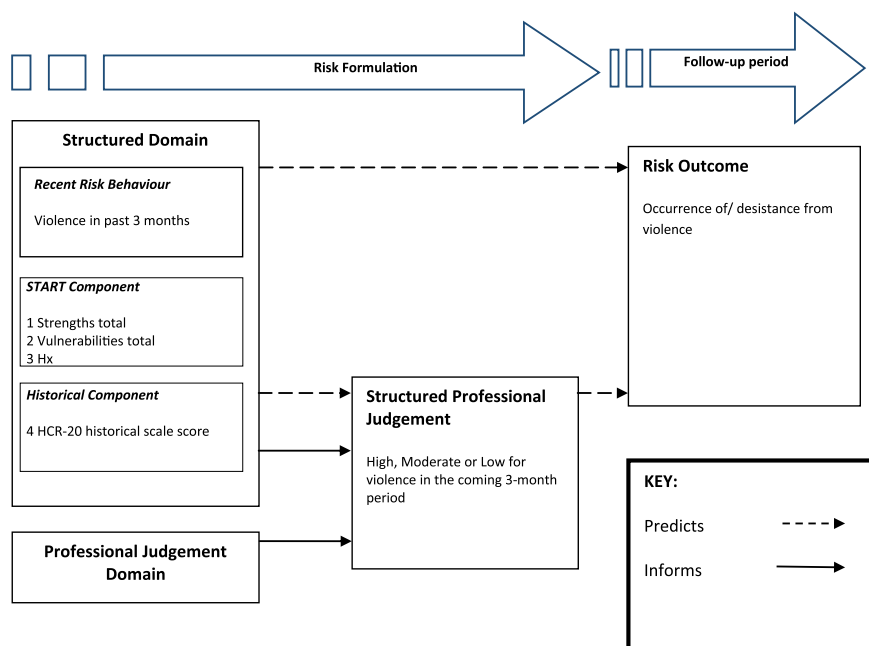 Risk Formulation
Follow-up period
Structured Domain
Recent Risk Behaviour
Violence in past 3 months
START Component
1 Strengths total
2 Vulnerabilities total
3 Hx
Historical Component
4 HCR-20 historical scale score
Professional Judgement
Domain
Structured Professional
Judgement
High, Moderate or Low for
violence in the coming 3-month
period
Risk Outcome
Occurrence of/ desistance from
violence
KEY:
Predicts
Informs